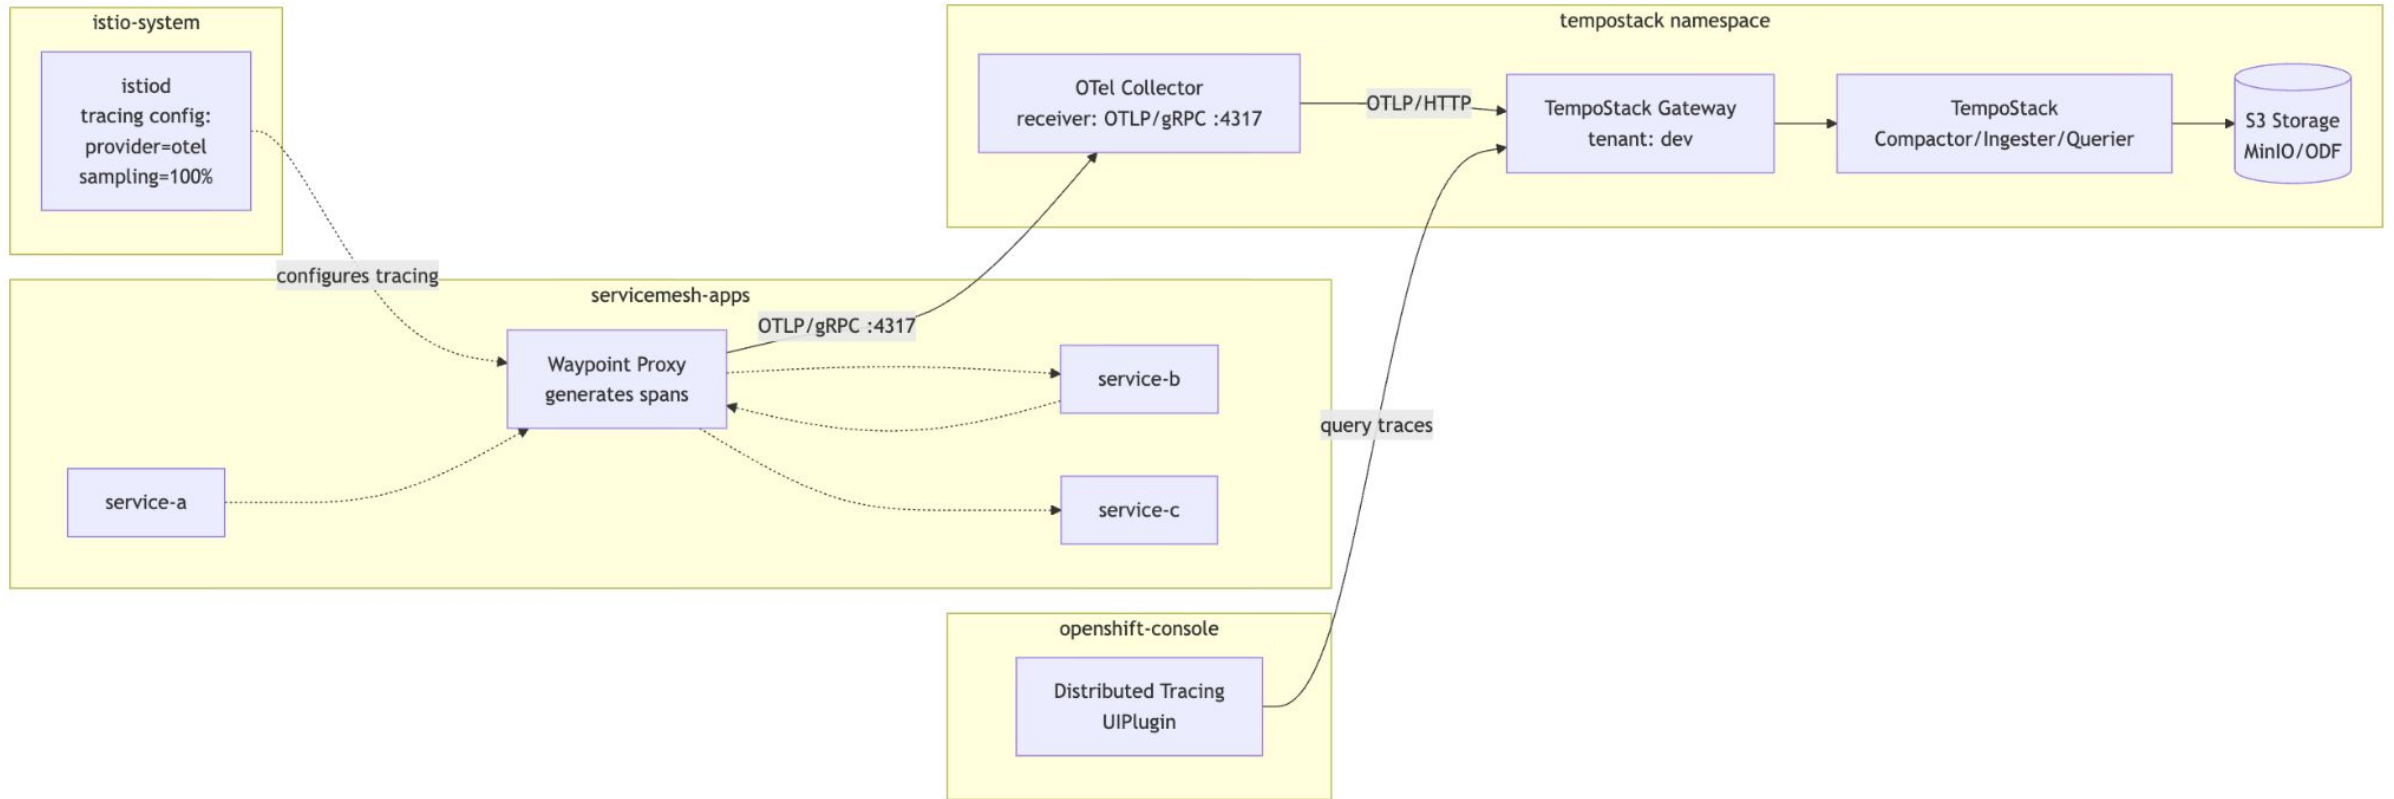 istio-system
istiod
tracing config:
provider=otel
sampling=100%
configures tracing
tempostack namespace
OTel Collector
receiver: OTLP/gRPC :4317
OTLP/HTTP
TempoStack Gateway
tenant: dev
TempoStack
Compactor/Ingester/Querier
S3 Storage
MinIO/ODF
servicemesh-apps
OTLP/gRPC :4317
Waypoint Proxy
generates spans
service-b
service-a
service-c
query traces
openshift-console
Distributed Tracing
UIPlugin